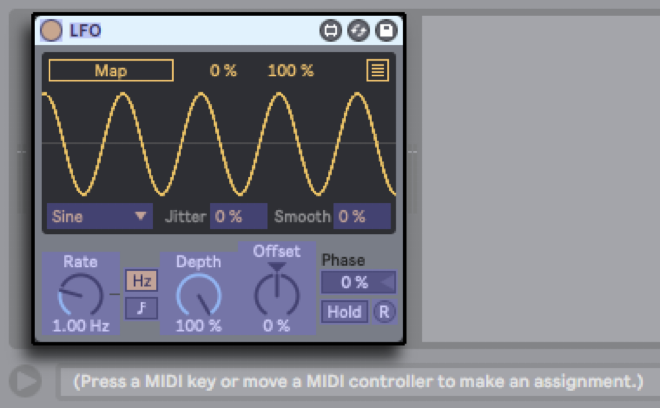 LFO
Map 0 % 100 %
Sine Jitter 0 % Smooth 0 %
Rate Depth Offset Phase
Hz 0 %
Hold R
1.00 Hz 100 % 0 %
(Press a MIDI key or move a MIDI controller to make an assignment.)